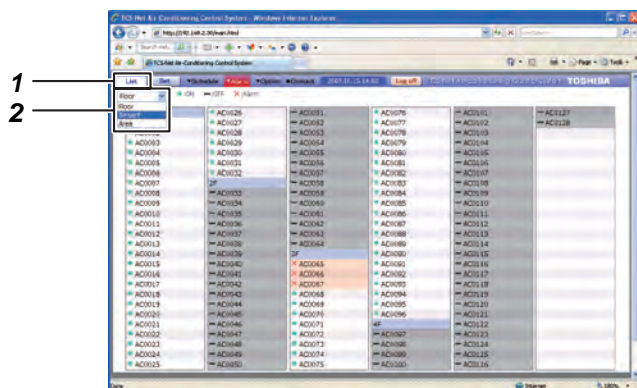 TCS-Net Air Conditioning Control System - Windows Internet Explorer
TCS-Net Air Conditioning Control System
Page
Tools
1
2
List
Set
▼Schedule
▼Alarm
▼Option
■Contact
Log off
TOSHIBA
Floor
ON
OFF
Alarm
Floor
Tenant
Area
AC0003
AC0004
AC0005
AC0006
AC0007
AC0008
AC0009
AC0010
AC0011
AC0012
AC0013
AC0014
AC0015
AC0016
AC0017
AC0018
AC0019
AC0020
AC0021
AC0022
AC0023
AC0024
AC0025
AC0026
AC0027
AC0028
AC0029
AC0030
AC0031
AC0032
2F
AC0033
AC0034
AC0035
AC0036
AC0037
AC0038
AC0039
AC0040
AC0041
AC0042
AC0043
AC0044
AC0045
AC0046
AC0047
AC0048
AC0049
AC0050
AC0051
AC0052
AC0053
AC0054
AC0055
AC0056
AC0057
AC0058
AC0059
AC0060
AC0061
AC0062
AC0063
AC0064
3F
AC0065
AC0066
AC0067
AC0068
AC0069
AC0070
AC0071
AC0072
AC0073
AC0074
AC0075
AC0076
AC0077
AC0078
AC0079
AC0080
AC0081
AC0082
AC0083
AC0084
AC0085
AC0086
AC0087
AC0088
AC0089
AC0090
AC0091
AC0092
AC0093
AC0094
AC0095
AC0096
4F
AC0097
AC0098
AC0099
AC0100
AC0101
AC0102
AC0103
AC0104
AC0105
AC0106
AC0107
AC0108
AC0109
AC0110
AC0111
AC0112
AC0113
AC0114
AC0115
AC0116
AC0117
AC0118
AC0119
AC0120
AC0121
AC0122
AC0123
AC0124
AC0125
AC0126
AC0127
AC0128
Done
Internet
100%